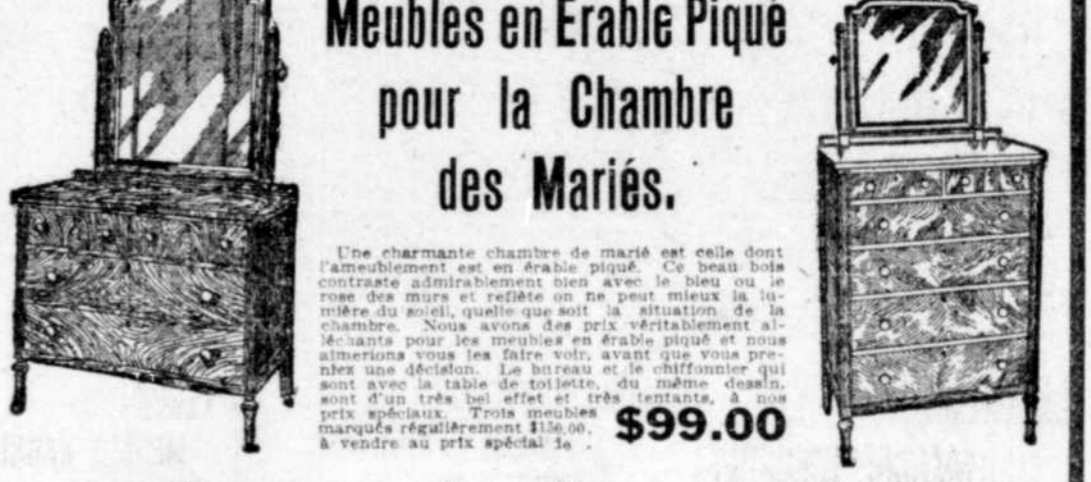 Meubles en Erable Piqué
pour la Chambre
des Mariés.
Une charmante chambre de marié est celle dont
l'ameublement est en érable piqué. Ce beau bois
contraste admirablement bien avec le bleu ou le
rose des murs et reflète on ne peut mieux la lu-
mière du soleil, quelle que soit la situation de la
chambre. Nous avons des prix véritablement al-
léchants pour les meubles en érable piqué et nous
aimerions vous les faire voir, avant que vous pre-
niez une décision. Le bureau et le chiffonnier qui
sont avec la table de toilette, du même dessin,
sont d'un très bel effet et très tentants, à nos
prix spéciaux. Trois meubles
marqués régulièrement
à vendre au prix spécial de .
$99.00